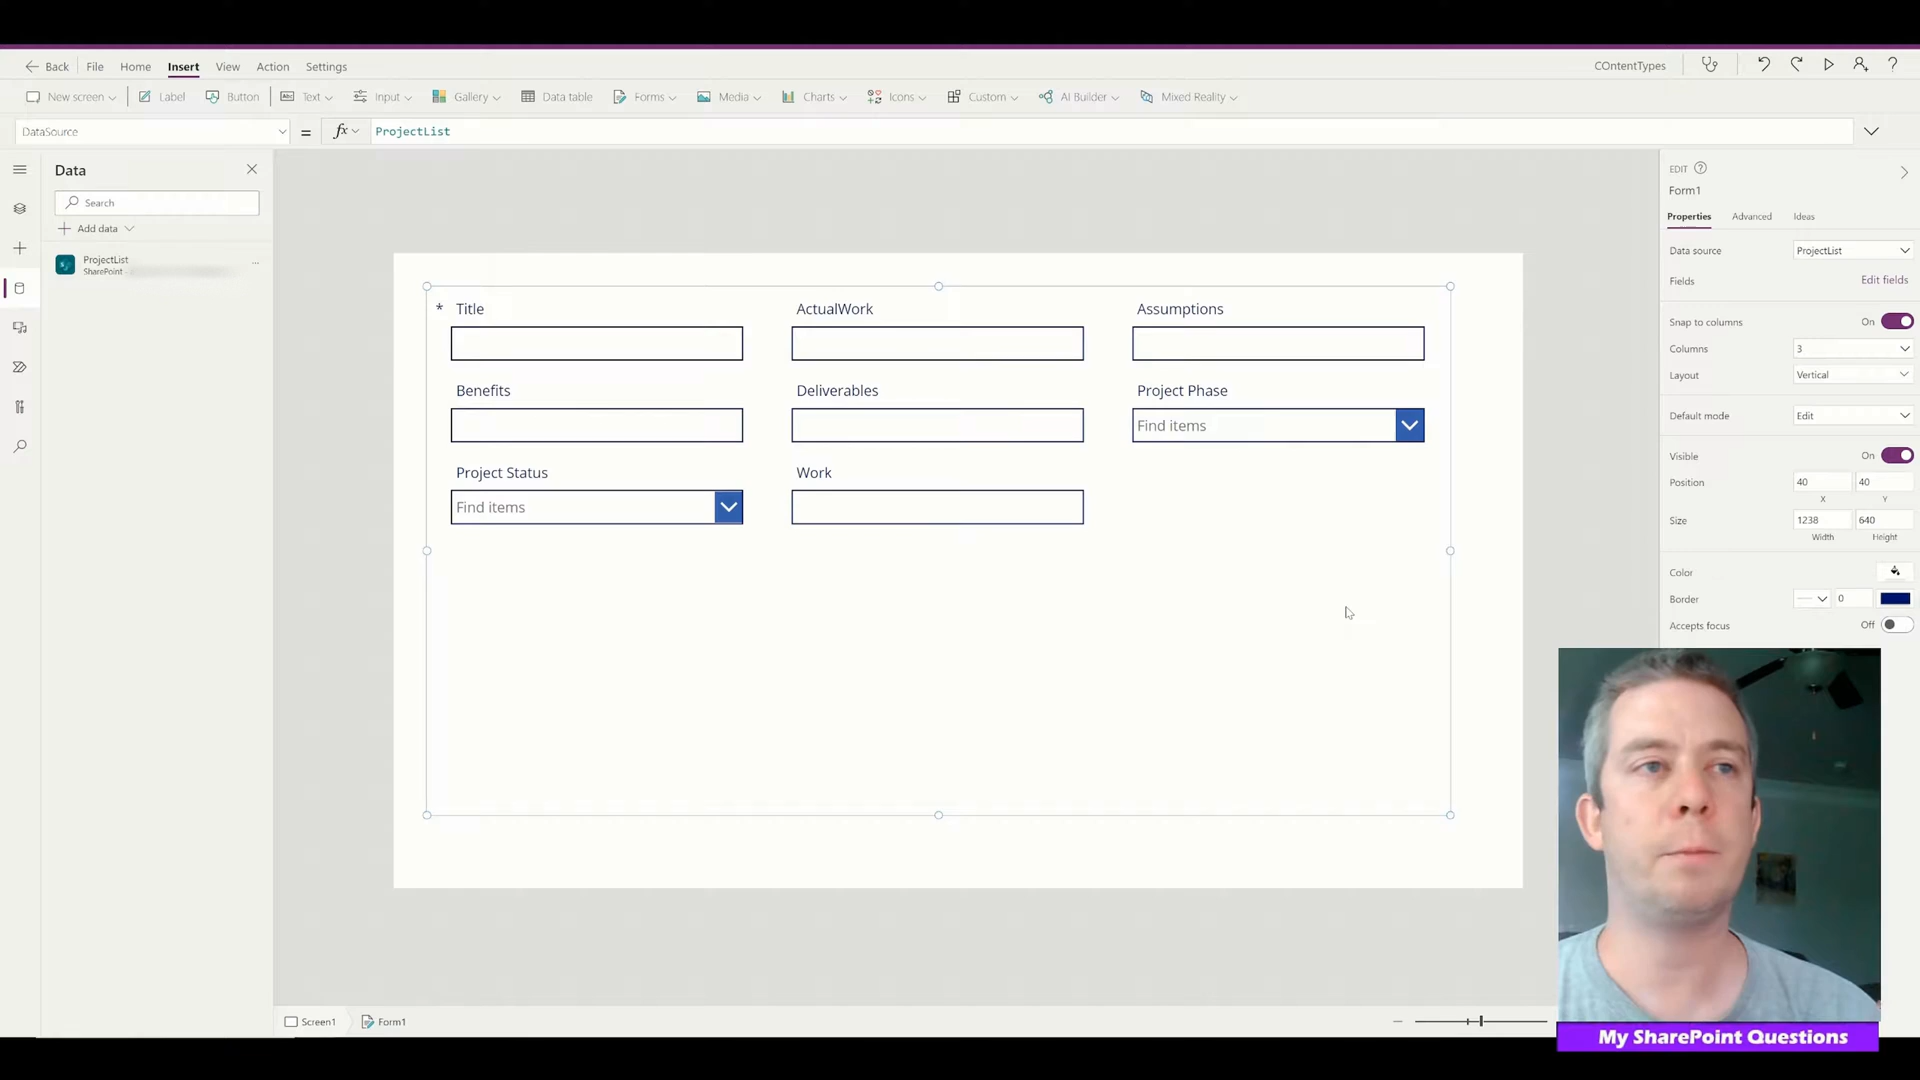 Back File Home Insert View Action Settings COntentTypes ?
New screen Label Button Text Input Gallery Data table Forms Media Charts Icons Custom AI Builder Mixed Reality
DataSource = fx ProjectList
Data
Search
Add data
ProjectList ...
SharePoint -
* Title ActualWork Assumptions
Benefits Deliverables Project Phase
Find items
Project Status Work
Find items
EDIT ?
Form1
Properties Advanced Ideas
Data source ProjectList
Fields Edit fields
Snap to columns On
Columns 3
Layout Vertical
Default mode Edit
Visible On
Position 40 40
X Y
Size 1238 640
Width Height
Color
Border 0
Accepts focus Off
Screen1 Form1
My SharePoint Questions